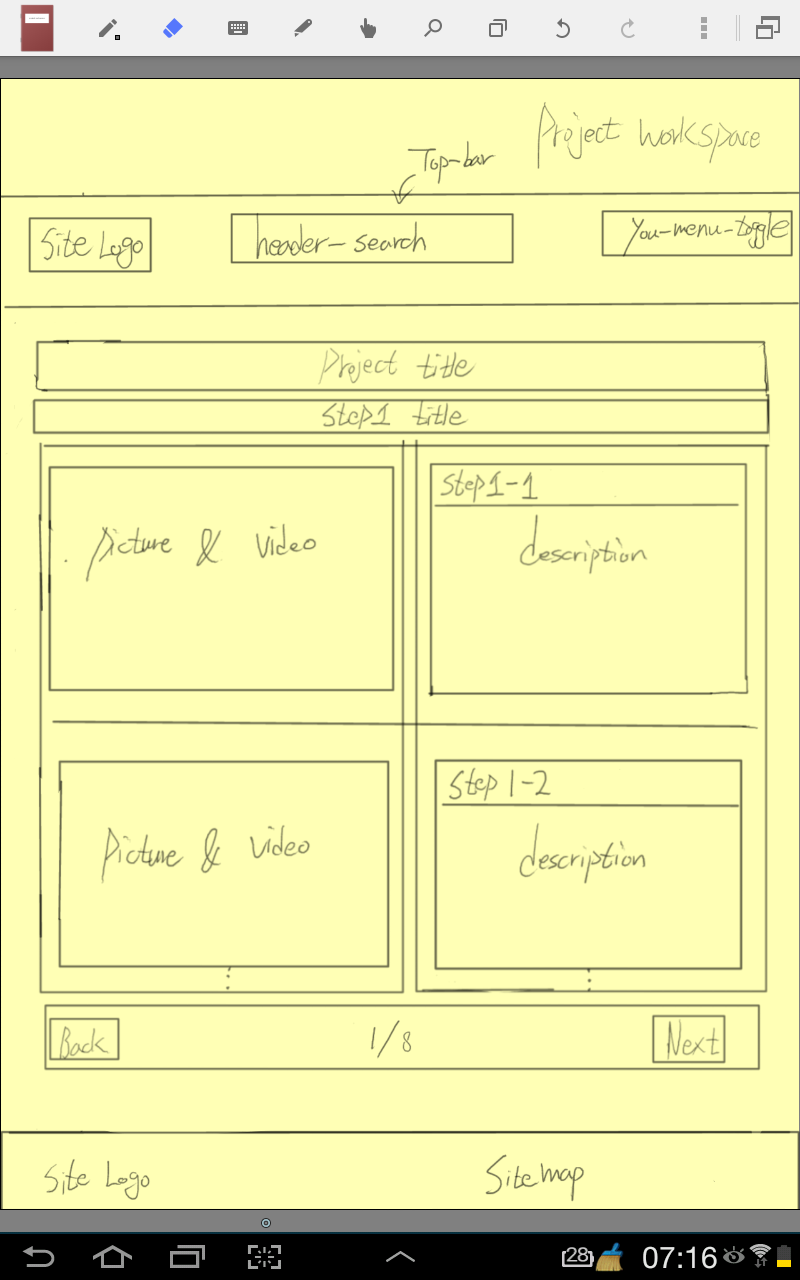 Project workspace
Top-bar
Site Logo
header-search
You-menu-toggle
Project title
Step1 title
picture & video
Step1-1
description
Picture & video
Step 1-2
description
Back
1/8
Next
Site Logo
Sitemap
28
07:16